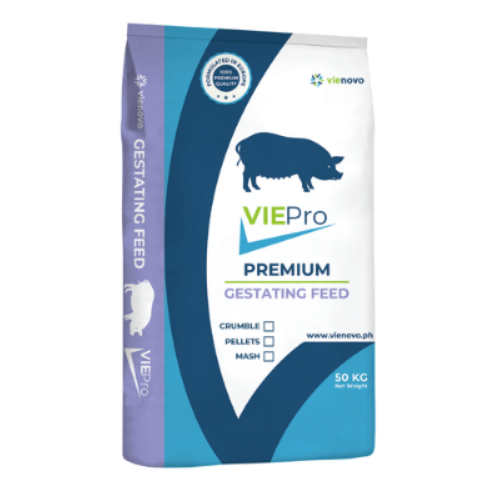 FORMULATED IN EUROPE
100%
PREMIUM
QUALITY
vienovo
VIEPro
PREMIUM
GESTATING FEED
CRUMBLE
PELLETS
MASH
www.vienovo.ph
50 KG
Net Weight
vienovo
GESTATING FEED
VIEPro